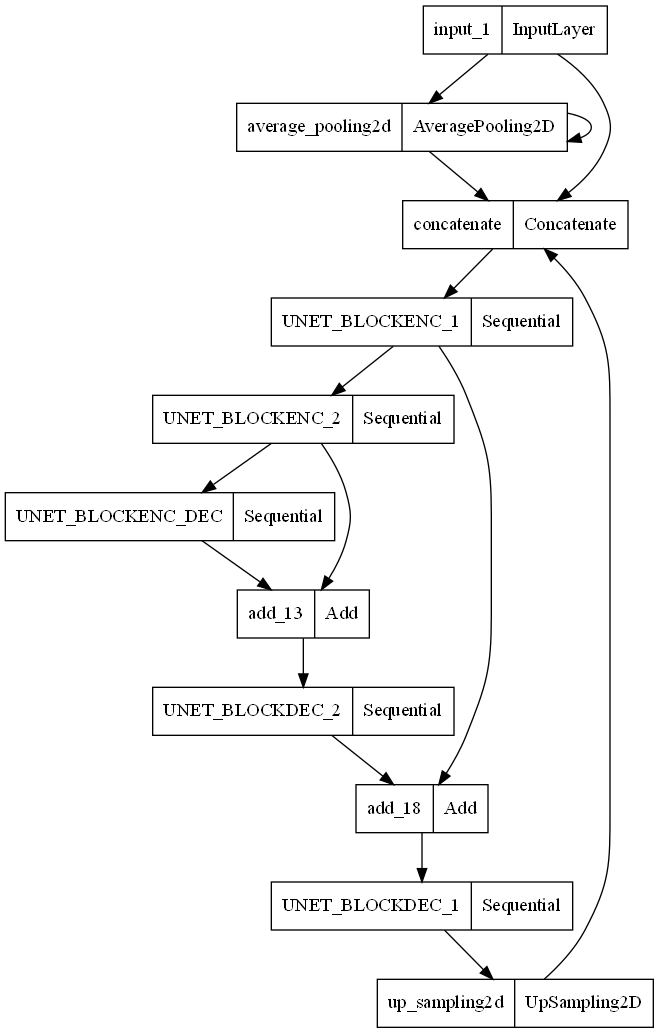 input_1 InputLayer
average_pooling2d AveragePooling2D
concatenate Concatenate
UNET_BLOCKENC_1 Sequential
UNET_BLOCKENC_2 Sequential
UNET_BLOCKENC_DEC Sequential
add_13 Add
UNET_BLOCKDEC_2 Sequential
add_18 Add
UNET_BLOCKDEC_1 Sequential
up_sampling2d UpSampling2D